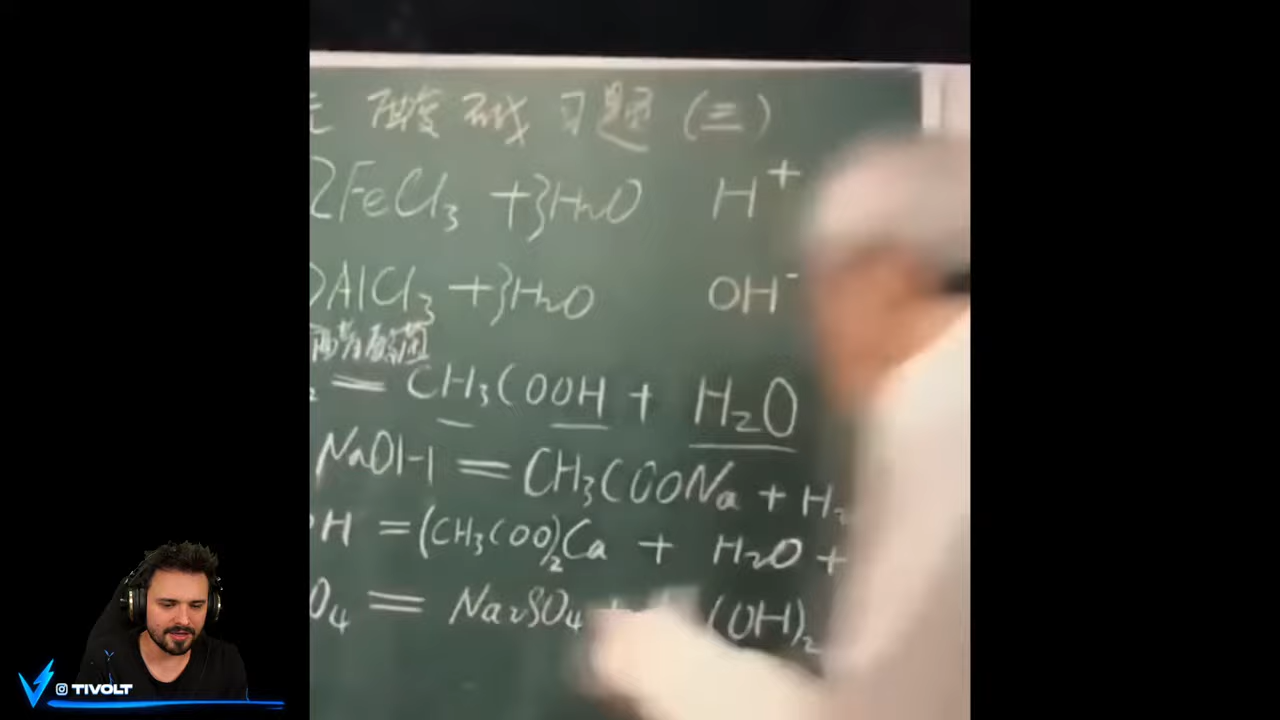 酸碱习题(三)
2FeCl₃ +3H₂O H⁺
AlCl₃ +3H₂O OH⁻
= CH₃COOH + H₂O
NaOH = CH₃COONa + H₂
H =(CH₃COO)₂Ca + H₂O +
O₄ = Na₂SO₄ + (OH)₂
TIVOLT